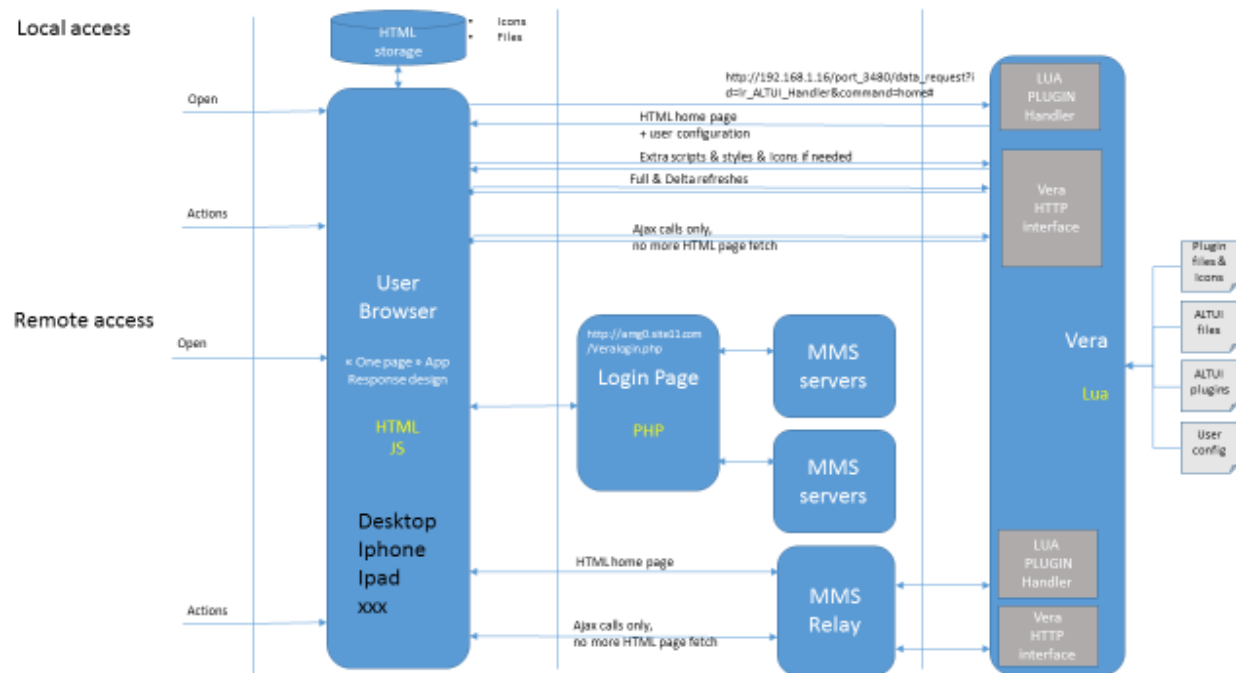 Local access
HTML
storage
• Icons
• Files
Open
http://192.168.1.16/port_3480/data_request?i
d=lr_ALTUI_Handler&command=home#
LUA
PLUGIN
Handler
HTML home page
+ user configuration
Extra scripts & styles & Icons if needed
Full & Delta refreshes
Vera
HTTP
interface
Actions
Ajax calls only,
no more HTML page fetch
Plugin
files &
Icons
User
Browser
Remote access
Open
« One page » App
Response design
HTML
JS
http://amg0.site11.com
/Veralogin.php
Login Page
PHP
MMS
servers
MMS
servers
Vera
Lua
ALTUI
files
ALTUI
plugins
User
config
Desktop
Iphone
Ipad
xxx
HTML home page
LUA
PLUGIN
Handler
MMS
Relay
Actions
Ajax calls only,
no more HTML page fetch
Vera
HTTP
interface